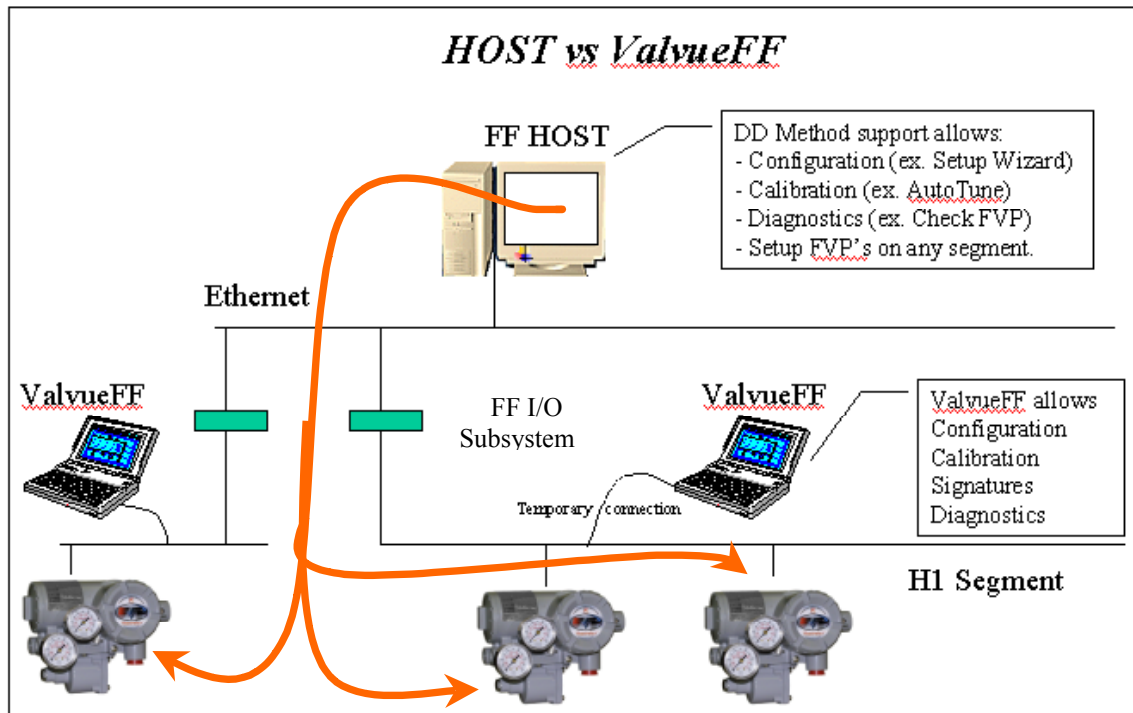 HOST vs ValvueFF
FF HOST
DD Method support allows:
- Configuration (ex. Setup Wizard)
- Calibration (ex. AutoTune)
- Diagnostics (ex. Check FVP)
- Setup FVP's on any segment.
Ethernet
ValvueFF
FF I/O
Subsystem
ValvueFF
ValvueFF allows
Configuration
Calibration
Signatures
Diagnostics
Temporary connection
H1 Segment